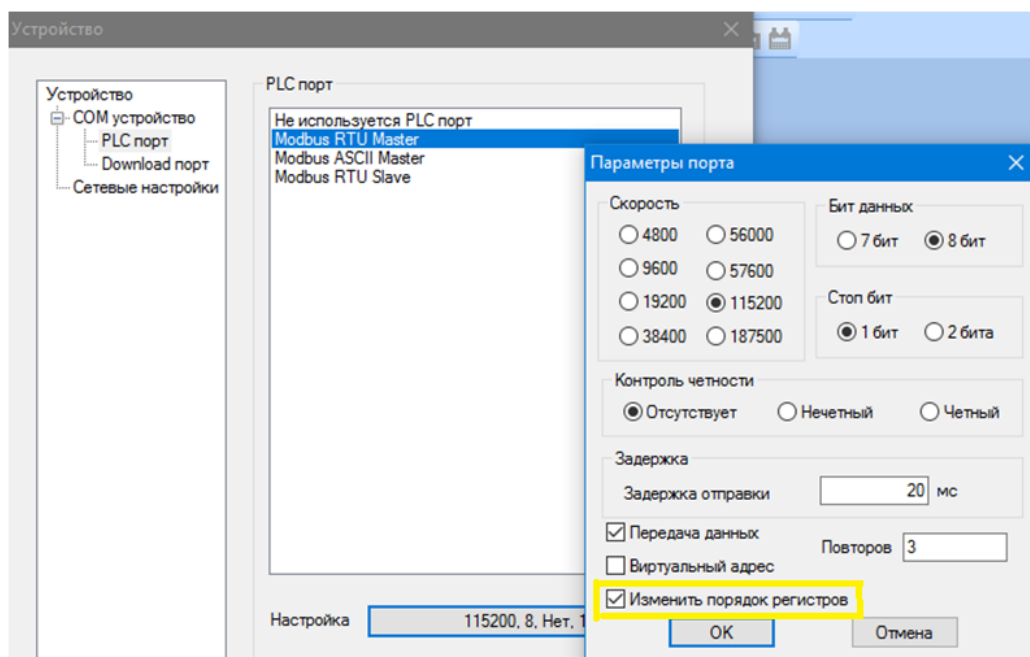 Устройство
Устройство
COM устройство
PLC порт
Download порт
Сетевые настройки
PLC порт
Не используется PLC порт
Modbus RTU Master
Modbus ASCII Master
Modbus RTU Slave
Настройка
115200, 8, Нет, 1
Параметры порта
Скорость
4800 56000
9600 57600
19200 115200
38400 187500
Бит данных
7 бит 8 бит
Стоп бит
1 бит 2 бита
Контроль четности
Отсутствует Нечетный Четный
Задержка
Задержка отправки 20 мс
Передача данных
Повторов 3
Виртуальный адрес
Изменить порядок регистров
OK Отмена